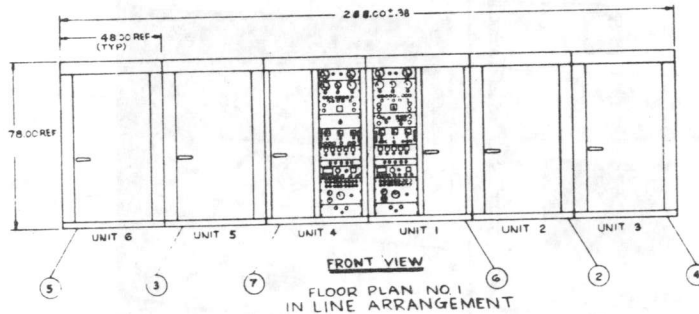 288.00±.38
48.00 REF
(TYP)
78.00 REF
UNIT 6 UNIT 5 UNIT 4 UNIT 1 UNIT 2 UNIT 3
5 3 7 6 2 4
FRONT VIEW
FLOOR PLAN NO. 1
IN LINE ARRANGEMENT